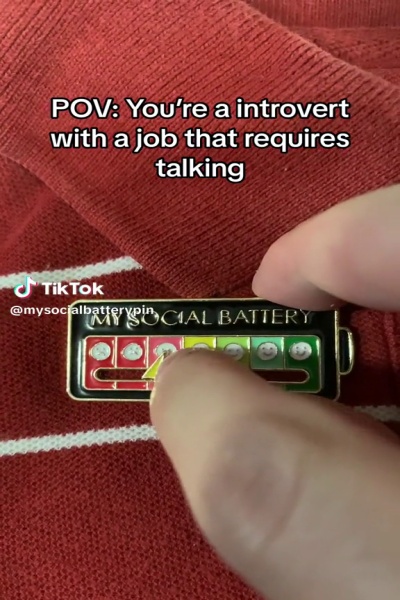 POV: You're a introvert
with a job that requires
talking
TikTok
@mysocialbatterypin
MY SOCIAL BATTERY